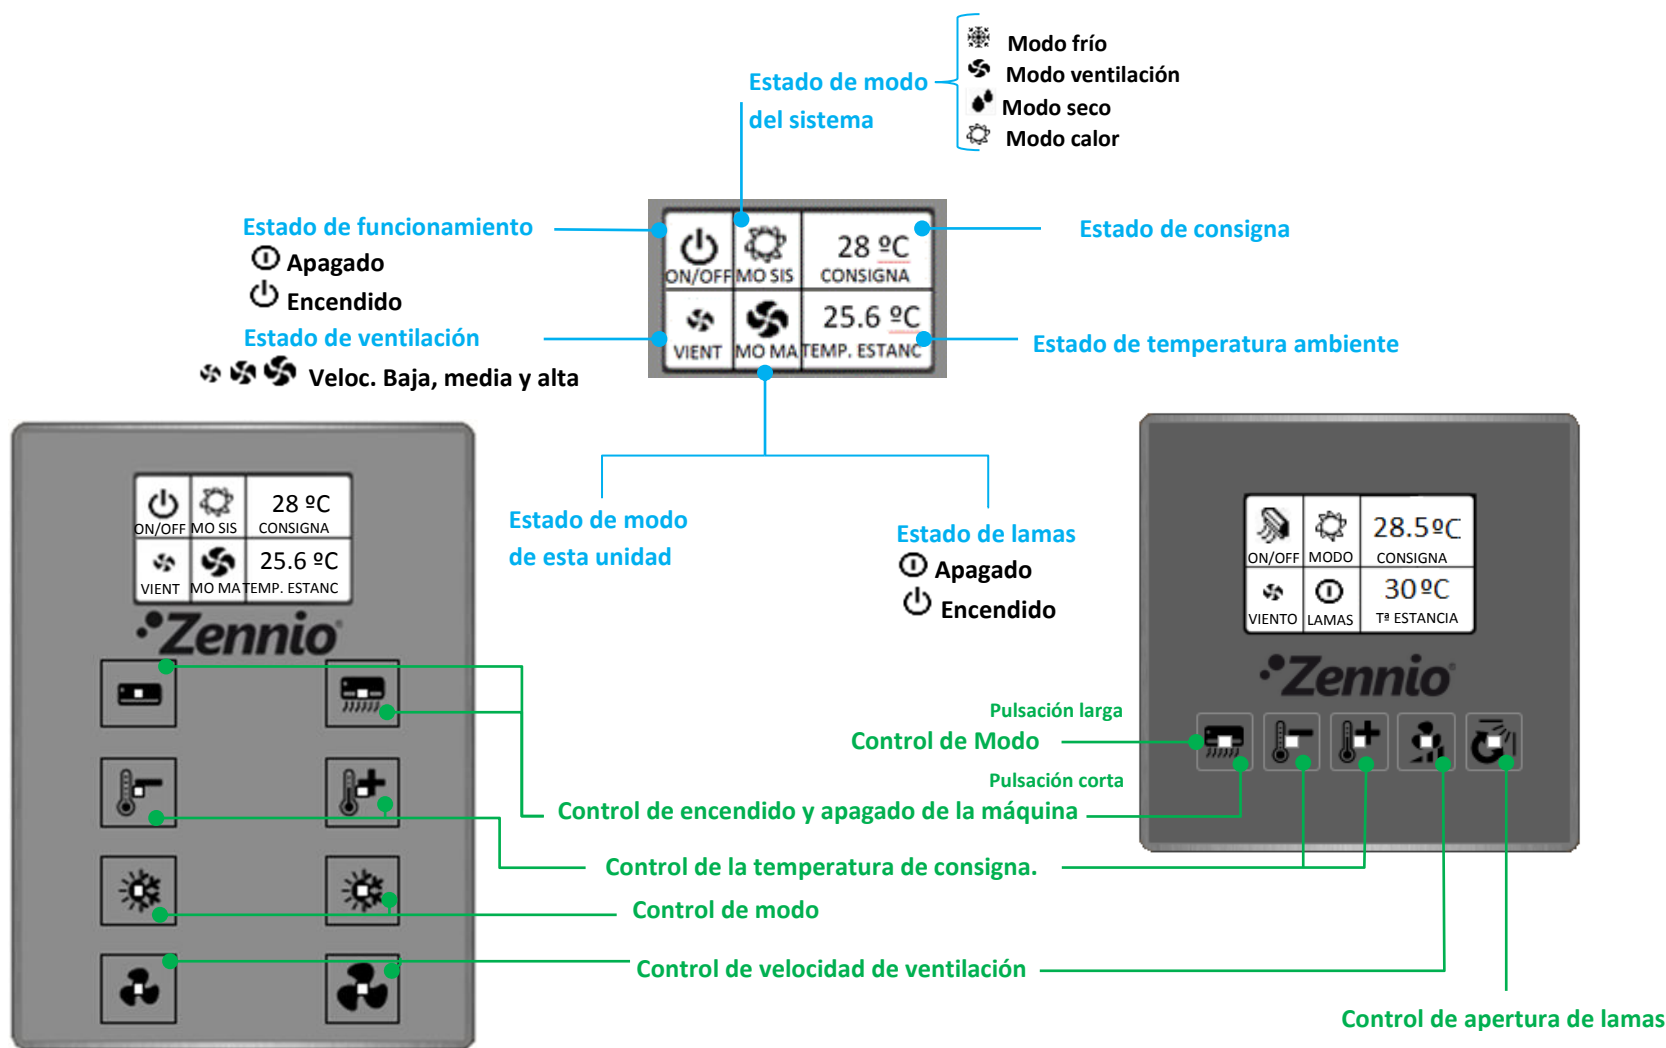 Modo frío
Modo ventilación
Modo seco
Modo calor
Estado de modo
del sistema
Estado de funcionamiento
Apagado
Encendido
Estado de ventilación
Veloc. Baja, media y alta
ON/OFF
MO SIS
28 ºC
CONSIGNA
VIENT
MO MA
25.6 ºC
TEMP. ESTANC
Estado de consigna
Estado de temperatura ambiente
Estado de modo
de esta unidad
Estado de lamas
Apagado
Encendido
ON/OFF
MO SIS
28 ºC
CONSIGNA
VIENT
MO MA
25.6 ºC
TEMP. ESTANC
Zennio
ON/OFF
MODO
28.5ºC
CONSIGNA
VIENTO
LAMAS
30ºC
Tª ESTANCIA
Zennio
Pulsación larga
Control de Modo
Pulsación corta
Control de encendido y apagado de la máquina
Control de la temperatura de consigna.
Control de modo
Control de velocidad de ventilación
Control de apertura de lamas